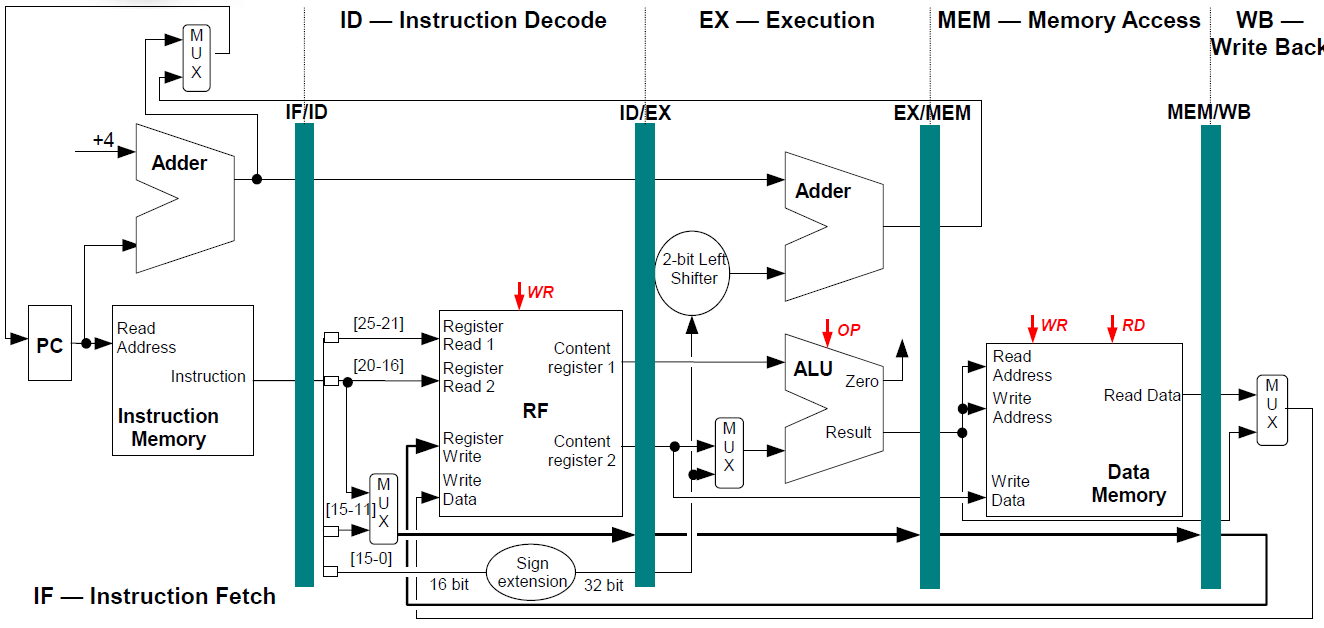 ID — Instruction Decode
EX — Execution
MEM — Memory Access
WB —
Write Back
M
U
X
IF/ID
ID/EX
EX/MEM
MEM/WB
+4
Adder
Adder
2-bit Left
Shifter
WR
[25-21]
[20-16]
Register
Read 1
Register
Read 2
Content
register 1
RF
Register
Write
Write
Data
Content
register 2
PC
Read
Address
Instruction
Instruction
Memory
OP
ALU
Zero
Result
M
U
X
WR
RD
Read
Address
Write
Address
Read Data
Write
Data
Data
Memory
M
U
X
M
U
X
[15-11]
[15-0]
16 bit
Sign
extension
32 bit
IF — Instruction Fetch